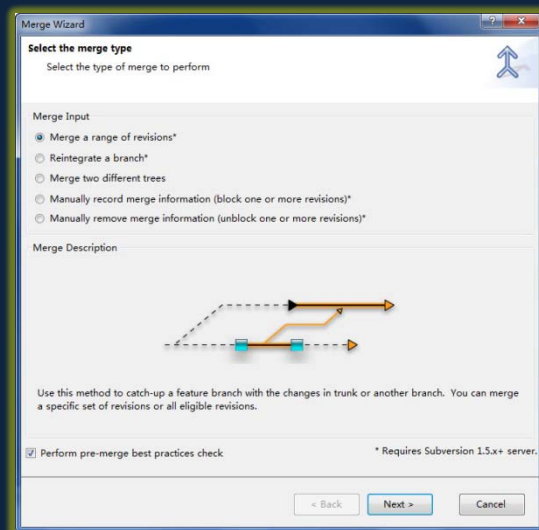 Merge Wizard
Select the merge type
Select the type of merge to perform
Merge Input
Merge a range of revisions*
Reintegrate a branch*
Merge two different trees
Manually record merge information (block one or more revisions)*
Manually remove merge information (unblock one or more revisions)*
Merge Description
Use this method to catch-up a feature branch with the changes in trunk or another branch.  You can merge
a specific set of revisions or all eligible revisions.
Perform pre-merge best practices check
* Requires Subversion 1.5.x+ server.
< Back
Next >
Cancel